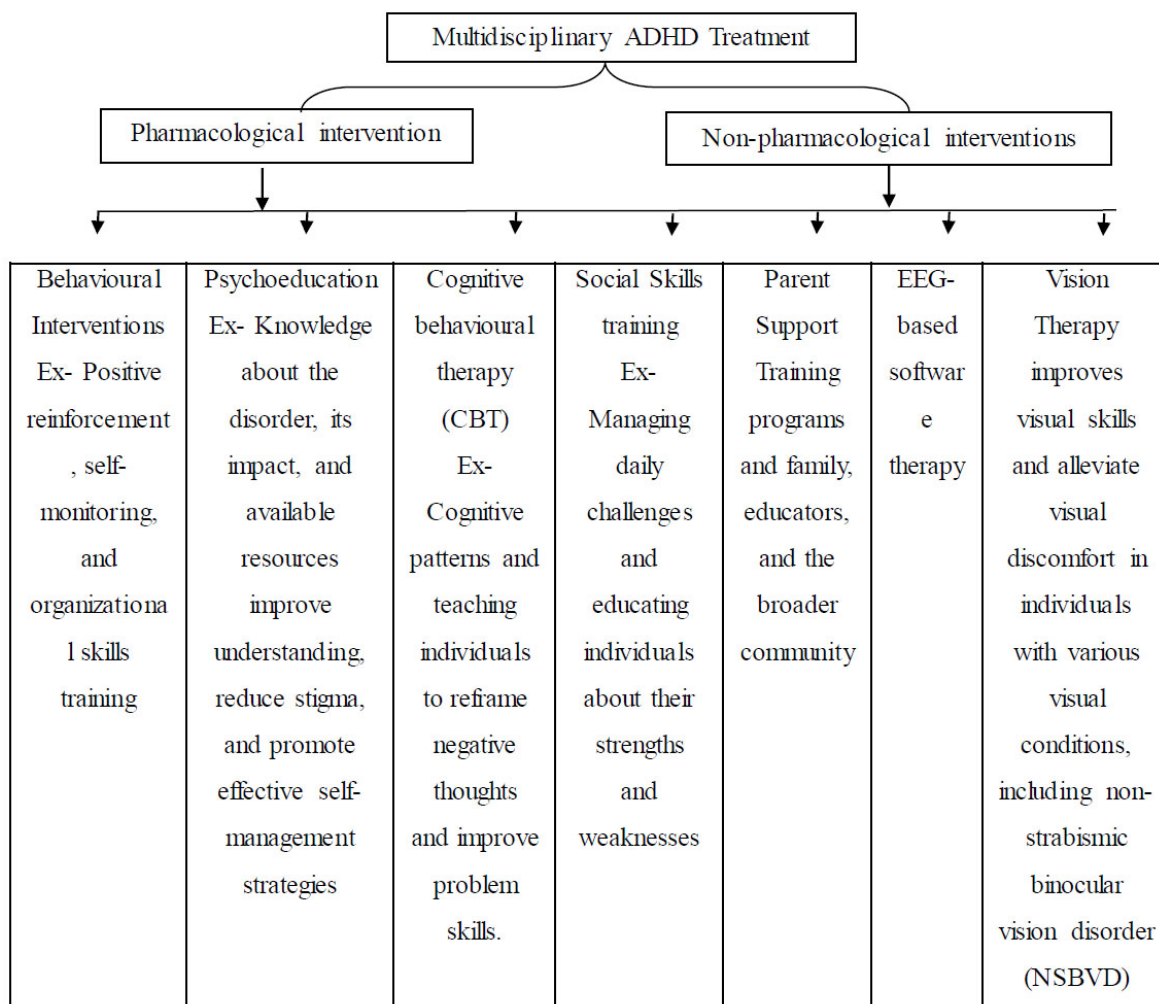 Multidisciplinary ADHD Treatment
Pharmacological intervention
Non-pharmacological interventions
Behavioural
Interventions
Ex- Positive
reinforcement
, self-
monitoring,
and
organizationa
l skills
training
Psychoeducation
Ex- Knowledge
about the
disorder, its
impact, and
available
resources
improve
understanding,
reduce stigma,
and promote
effective self-
management
strategies
Cognitive
behavioural
therapy
(CBT)
Ex-
Cognitive
patterns and
teaching
individuals
to reframe
negative
thoughts
and improve
problem
skills.
Social Skills
training
Ex-
Managing
daily
challenges
and
educating
individuals
about their
strengths
and
weaknesses
Parent
Support
Training
programs
and family,
educators,
and the
broader
community
EEG-
based
softwar
e
therapy
Vision
Therapy
improves
visual skills
and alleviate
visual
discomfort in
individuals
with various
visual
conditions,
including non-
strabismic
binocular
vision disorder
(NSBVD)